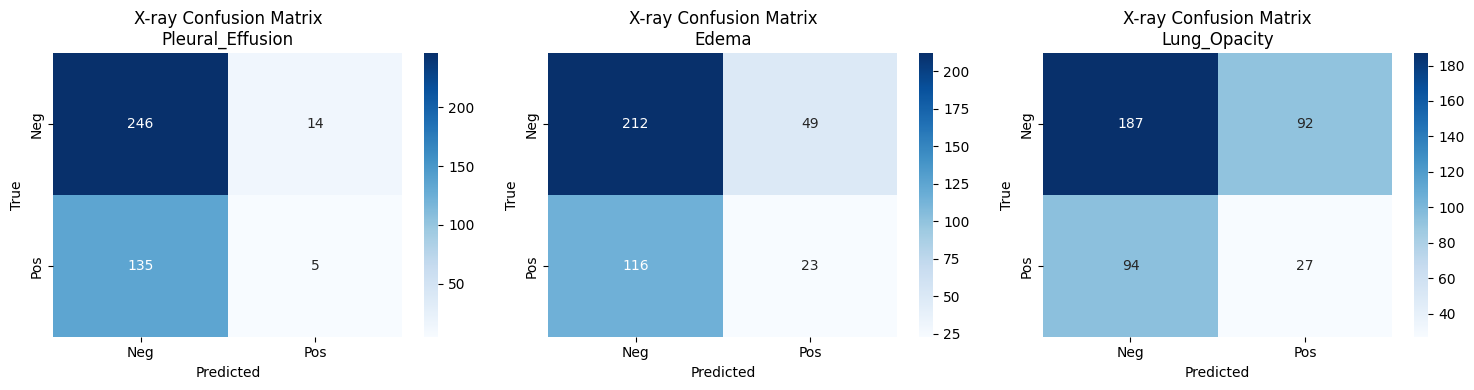 X-ray Confusion Matrix
Pleural_Effusion
Neg
Pos
True
246
14
135
5
Neg
Pos
Predicted
200
150
100
50
X-ray Confusion Matrix
Edema
Neg
Pos
True
212
49
116
23
Neg
Pos
Predicted
200
175
150
125
100
75
50
25
X-ray Confusion Matrix
Lung_Opacity
Neg
Pos
True
187
92
94
27
Neg
Pos
Predicted
180
160
140
120
100
80
60
40